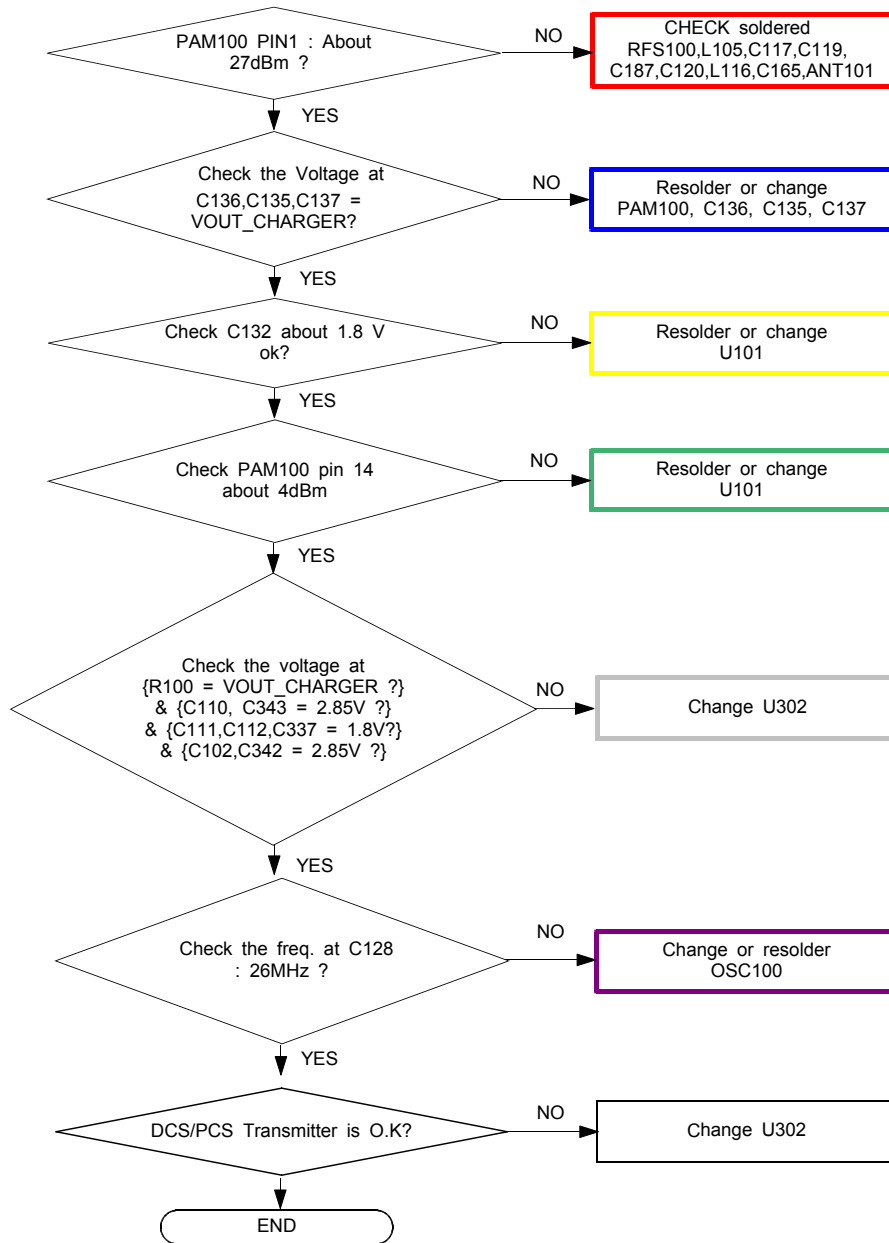 PAM100 PIN1 : About
27dBm ?
NO
CHECK soldered
RFS100,L105,C117,C119,
C187,C120,L116,C165,ANT101
YES
Check the Voltage at
C136,C135,C137 =
VOUT_CHARGER?
NO
Resolder or change
PAM100, C136, C135, C137
YES
Check C132 about 1.8 V
ok?
NO
Resolder or change
U101
YES
Check PAM100 pin 14
about 4dBm
NO
Resolder or change
U101
YES
Check the voltage at
{R100 = VOUT_CHARGER ?}
& {C110, C343 = 2.85V ?}
& {C111,C112,C337 = 1.8V?}
& {C102,C342 = 2.85V ?}
NO
Change U302
YES
Check the freq. at C128
: 26MHz ?
NO
Change or resolder
OSC100
YES
DCS/PCS Transmitter is O.K?
NO
Change U302
END